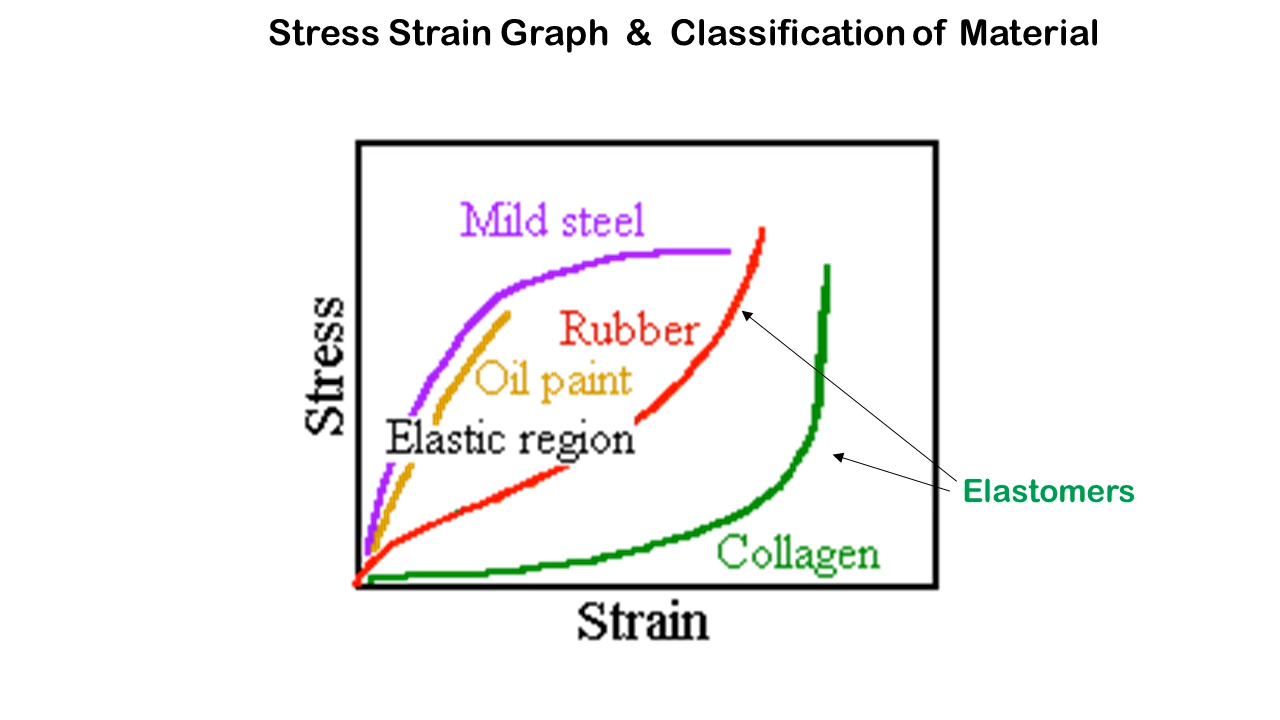 Stress Strain Graph & Classification of Material
Mild steel
Rubber
Oil paint
Elastic region
Stress
Elastomers
Collagen
Strain